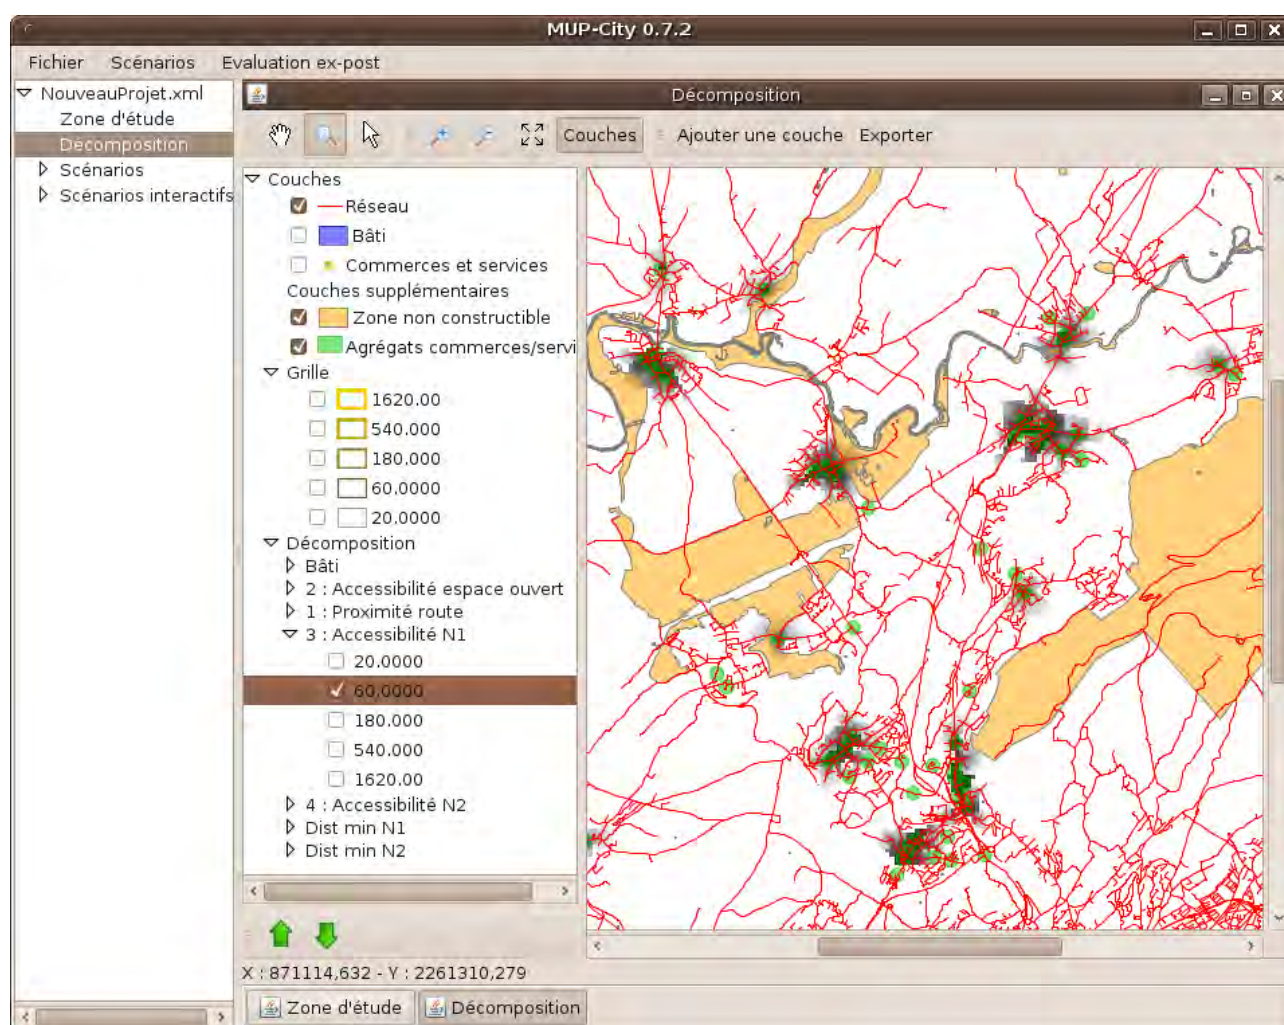 MUP-City 0.7.2
Fichier Scénarios Evaluation ex-post
NouveauProjet.xml
Zone d'étude
Décomposition
Scénarios
Scénarios interactifs
Décomposition
Couches Ajouter une couche Exporter
Couches
Réseau
Bâti
Commerces et services
Couches supplémentaires
Zone non constructible
Agrégats commerces/servi
Grille
1620.00
540.000
180,000
60,0000
20.0000
Décomposition
Bâti
2 : Accessibilité espace ouvert
1 : Proximité route
3 : Accessibilité N1
20.0000
60,0000
180.000
540.000
1620.00
4 : Accessibilité N2
Dist min N1
Dist min N2
X : 871114,632 - Y : 2261310,279
Zone d'étude Décomposition